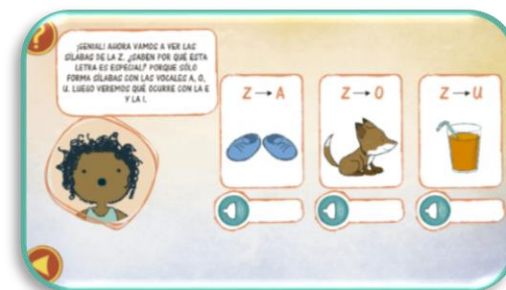 ¡GENIAL! AHORA VAMOS A VER LAS
SÍLABAS DE LA Z. ¿SABEN POR QUÉ ESTA
LETRA ES ESPECIAL? PORQUE SÓLO
FORMA SÍLABAS CON LAS VOCALES A, O,
U. LUEGO VEREMOS QUÉ OCURRE CON LA E
Y LA I.
Z → A
Z → O
Z → U
?